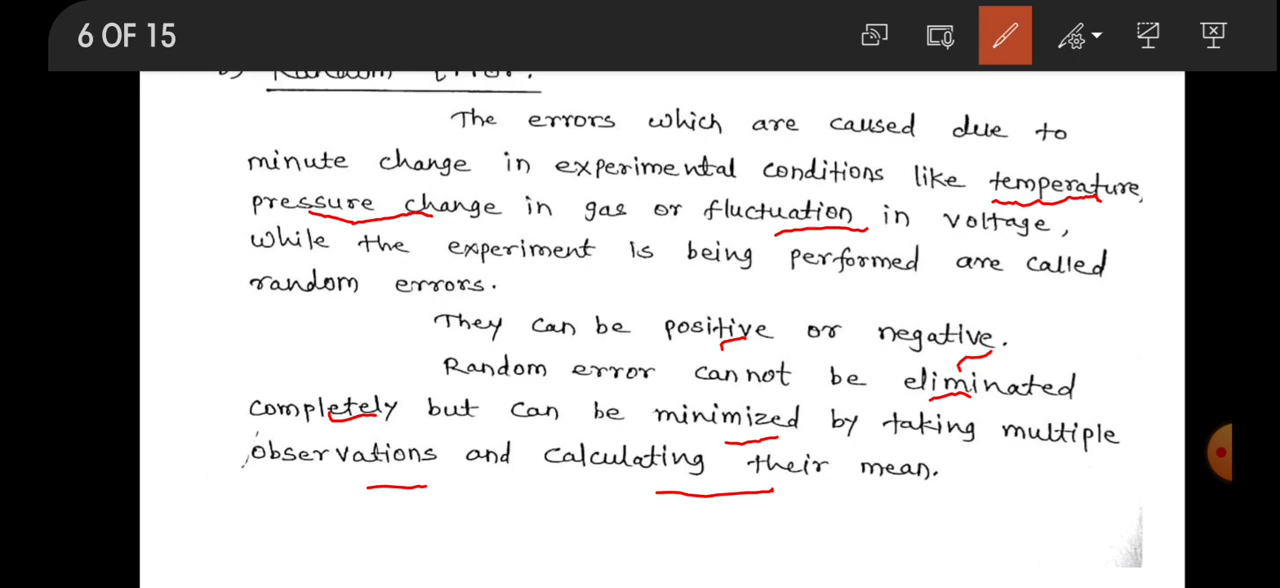 6 OF 15
b) Random Error:
The errors which are caused due to
minute change in experimental conditions like temperature,
pressure change in gas or fluctuation in voltage,
while the experiment is being performed are called
random errors.
They can be positive or negative.
Random error cannot be eliminated
completely but can be minimized by taking multiple
observations and calculating their mean.